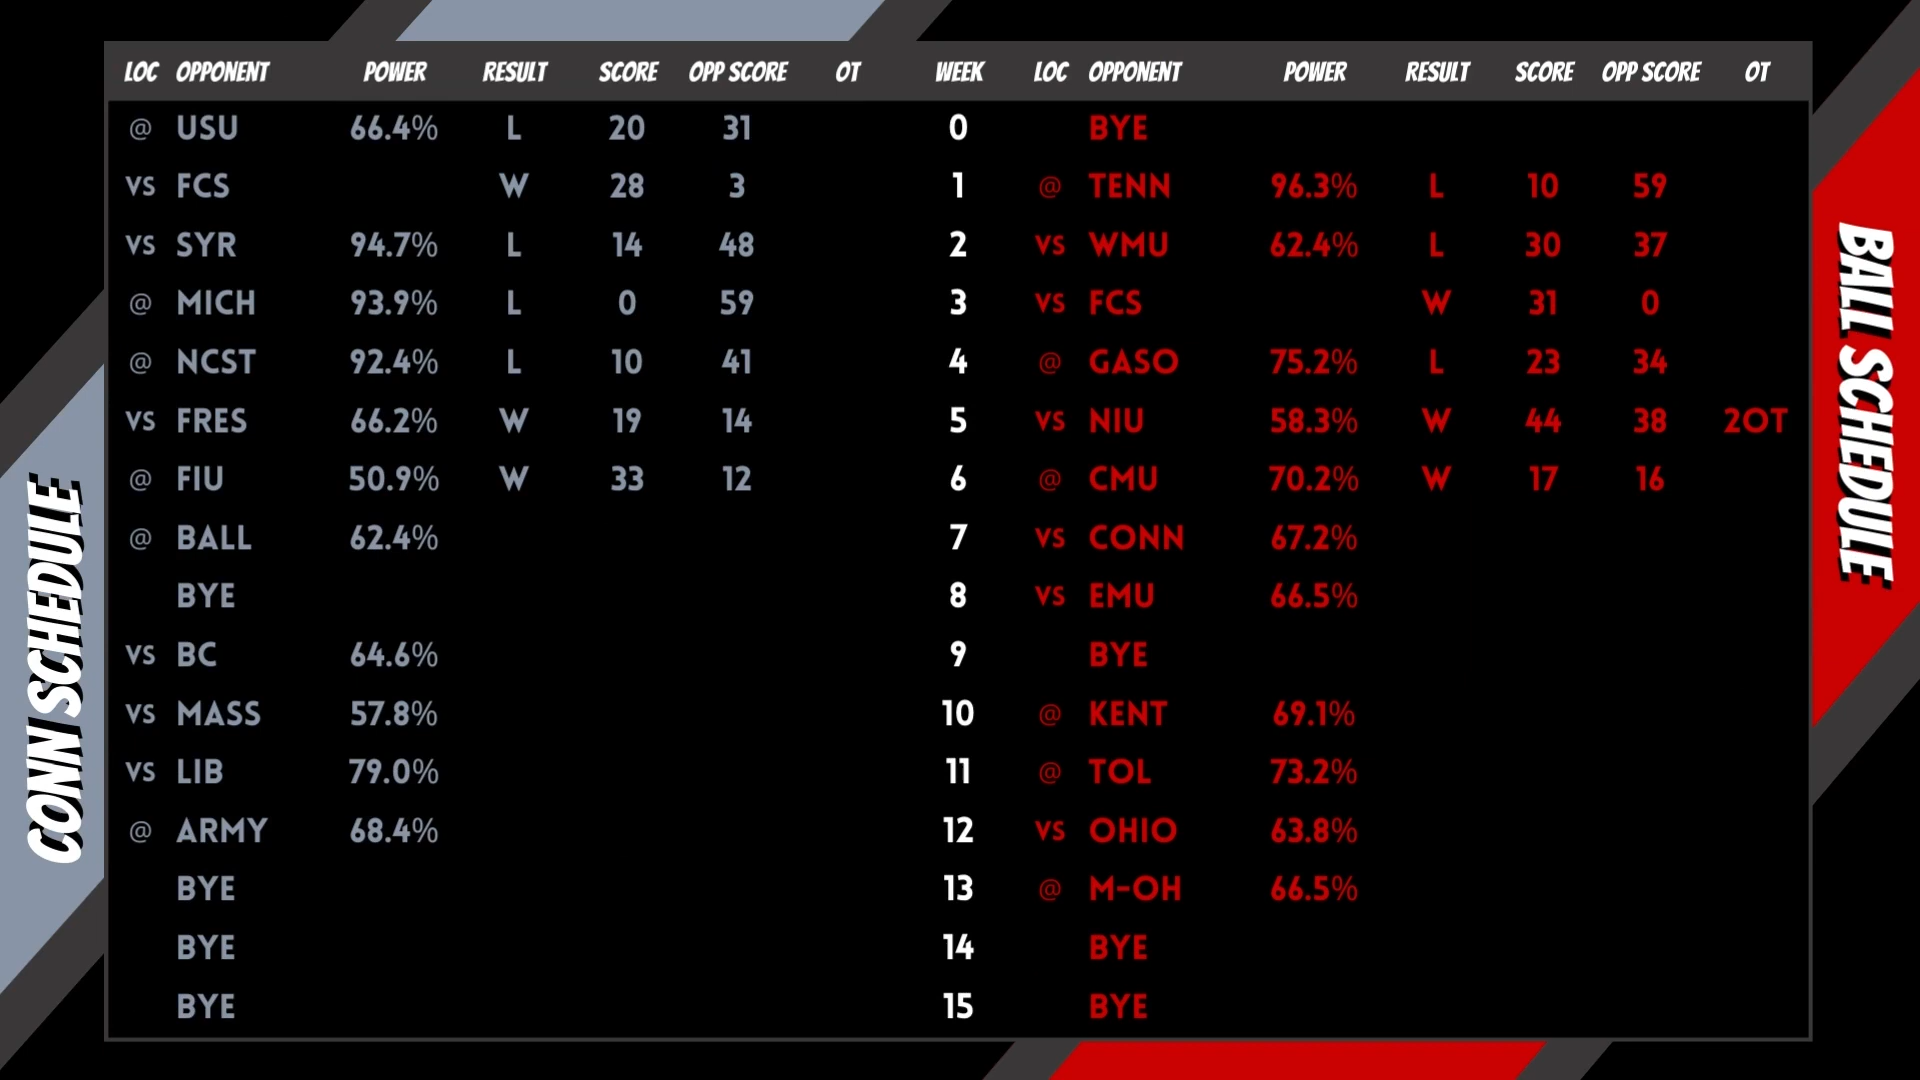 LOC OPPONENT POWER RESULT SCORE OPP SCORE OT WEEK LOC OPPONENT POWER RESULT SCORE OPP SCORE OT
@ USU 66.4% L 20 31 0 BYE
VS FCS W 28 3 1 @ TENN 96.3% L 10 59
VS SYR 94.7% L 14 48 2 VS WMU 62.4% L 30 37
@ MICH 93.9% L 0 59 3 VS FCS W 31 0
@ NCST 92.4% L 10 41 4 @ GASO 75.2% L 23 34
VS FRES 66.2% W 19 14 5 VS NIU 58.3% W 44 38 2OT
@ FIU 50.9% W 33 12 6 @ CMU 70.2% W 17 16
@ BALL 62.4% 7 VS CONN 67.2%
BYE 8 VS EMU 66.5%
VS BC 64.6% 9 BYE
VS MASS 57.8% 10 @ KENT 69.1%
VS LIB 79.0% 11 @ TOL 73.2%
@ ARMY 68.4% 12 VS OHIO 63.8%
BYE 13 @ M-OH 66.5%
BYE 14 BYE
BYE 15 BYE
CONN SCHEDULE
BALL SCHEDULE